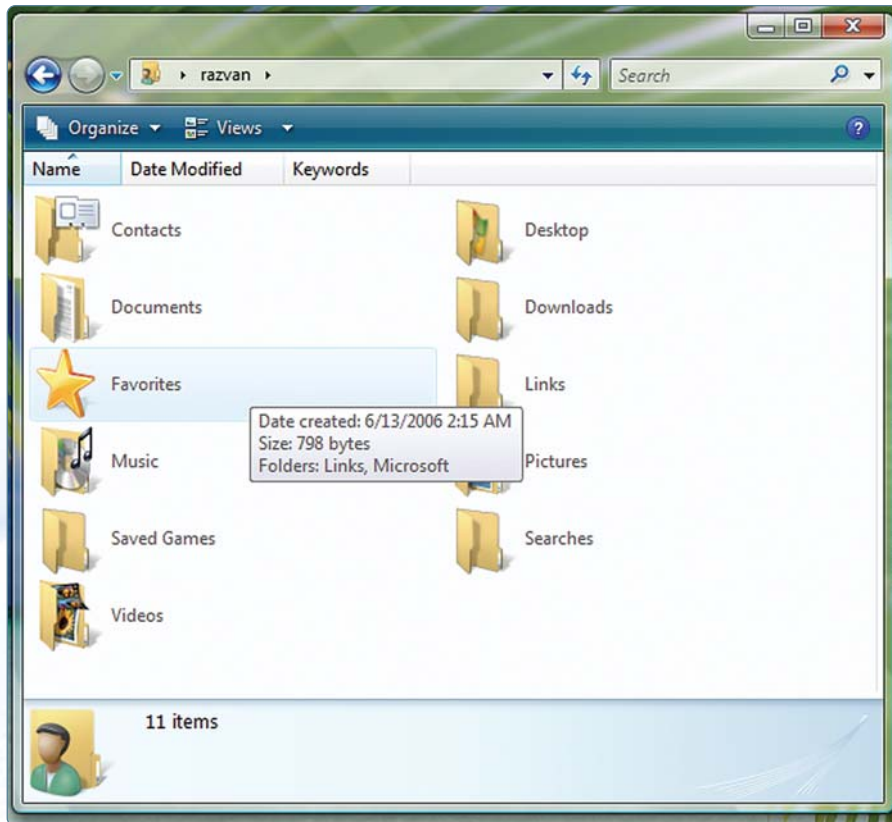 razvan
Search
Organize Views
Name Date Modified Keywords
Contacts Desktop
Documents Downloads
Favorites Links
Date created: 6/13/2006 2:15 AM
Size: 798 bytes
Folders: Links, Microsoft
Music Pictures
Saved Games Searches
Videos
11 items